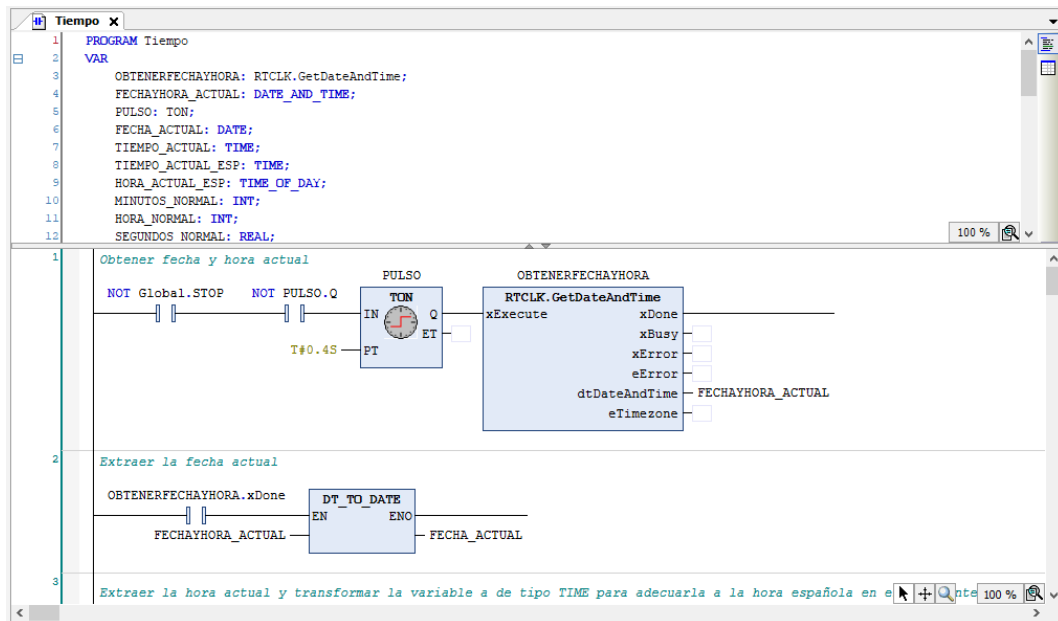 Tiempo
1 PROGRAM Tiempo
2 VAR
3 OBTENERFECHAYHORA: RTCLK.GetDateAndTime;
4 FECHAYHORA_ACTUAL: DATE_AND_TIME;
5 PULSO: TON;
6 FECHA_ACTUAL: DATE;
7 TIEMPO_ACTUAL: TIME;
8 TIEMPO_ACTUAL_ESP: TIME;
9 HORA_ACTUAL_ESP: TIME_OF_DAY;
10 MINUTOS_NORMAL: INT;
11 HORA_NORMAL: INT;
12 SEGUNDOS_NORMAL: REAL;
100 %
1 Obtener fecha y hora actual
PULSO OBTENERFECHAYHORA
NOT Global.STOP NOT PULSO.Q TON RTCLK.GetDateAndTime
IN Q xExecute xDone
ET xBusy
T#0.4S PT xError
eError
dtDateAndTime FECHAYHORA_ACTUAL
eTimezone
2 Extraer la fecha actual
OBTENERFECHAYHORA.xDone DT_TO_DATE
EN ENO
FECHAYHORA_ACTUAL FECHA_ACTUAL
3 Extraer la hora actual y transformar la variable a de tipo TIME para adecuarla a la hora española en e
100 %